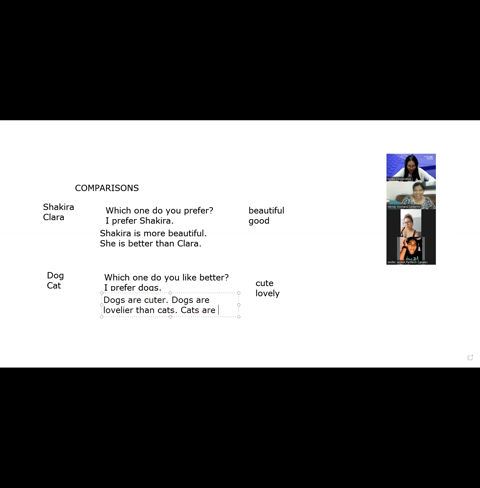 COMPARISONS
Shakira
Clara
Which one do you prefer?
I prefer Shakira.
Shakira is more beautiful.
She is better than Clara.
beautiful
good
Dog
Cat
Which one do you like better?
I prefer dogs.
Dogs are cuter. Dogs are
lovelier than cats. Cats are
cute
lovely